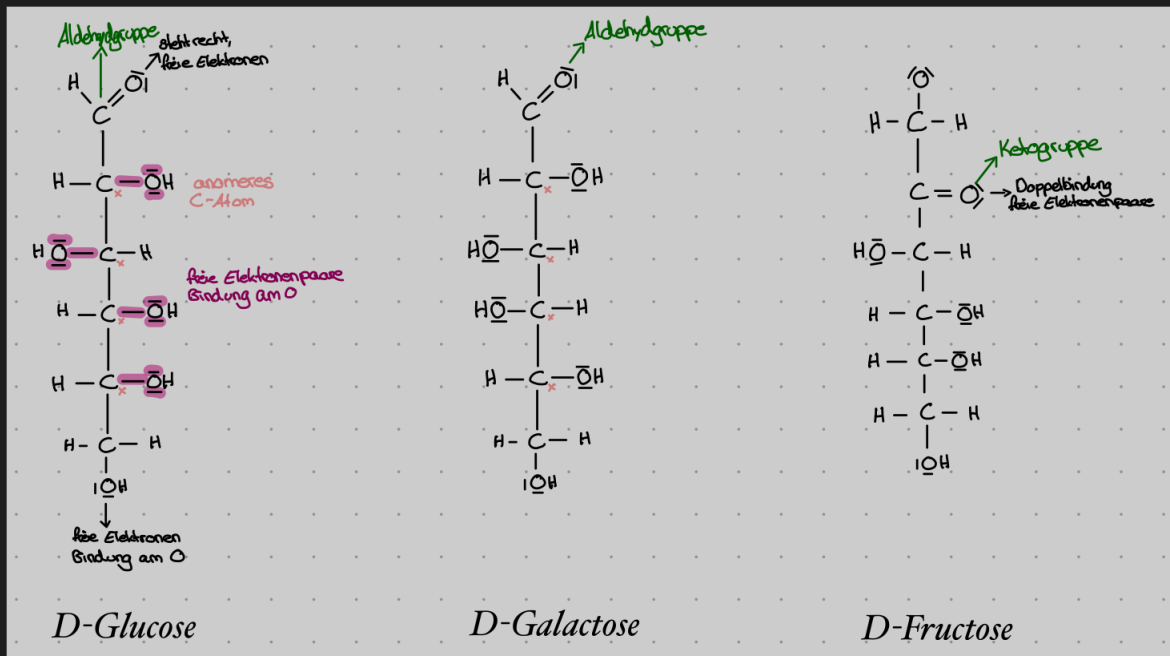 Aldehydgruppe
steht recht,
freie Elektronen
H O
C
H – C – OH
anomeres
C-Atom
HO – C – H
freie Elektronenpaare
Bindung am O
H – C – OH
H – C – OH
H – C – H
OH
freie Elektronen
Bindung am O
D-Glucose
Aldehydgruppe
H O
C
H – C – OH
HO – C – H
HO – C – H
H – C – OH
H – C – H
OH
D-Galactose
O
H – C – H
Ketogruppe
C = O
Doppelbindung
freie Elektronenpaare
HO – C – H
H – C – OH
H – C – OH
H – C – H
OH
D-Fructose